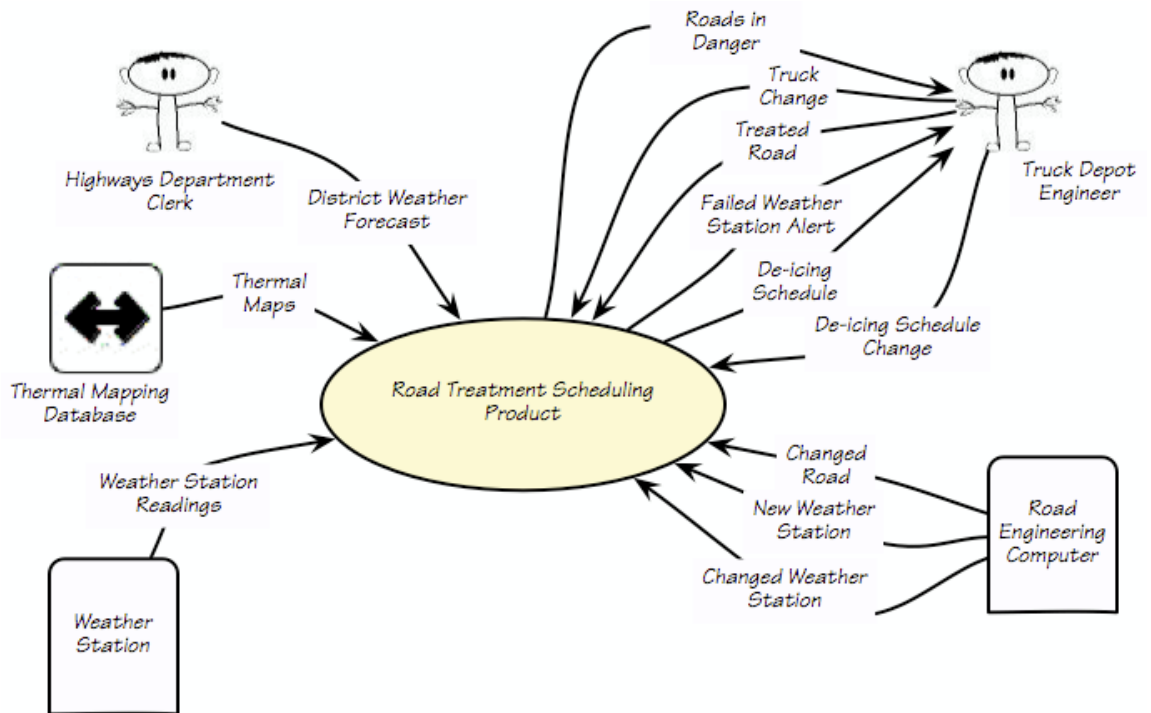 Roads in
Danger
Truck
Change
Treated
Road
Highways Department
Clerk
District Weather
Forecast
Failed Weather
Station Alert
Truck Depot
Engineer
Thermal
Maps
De-icing
Schedule
De-icing Schedule
Change
Thermal Mapping
Database
Road Treatment Scheduling
Product
Weather Station
Readings
Changed
Road
New Weather
Station
Changed Weather
Station
Road
Engineering
Computer
Weather
Station